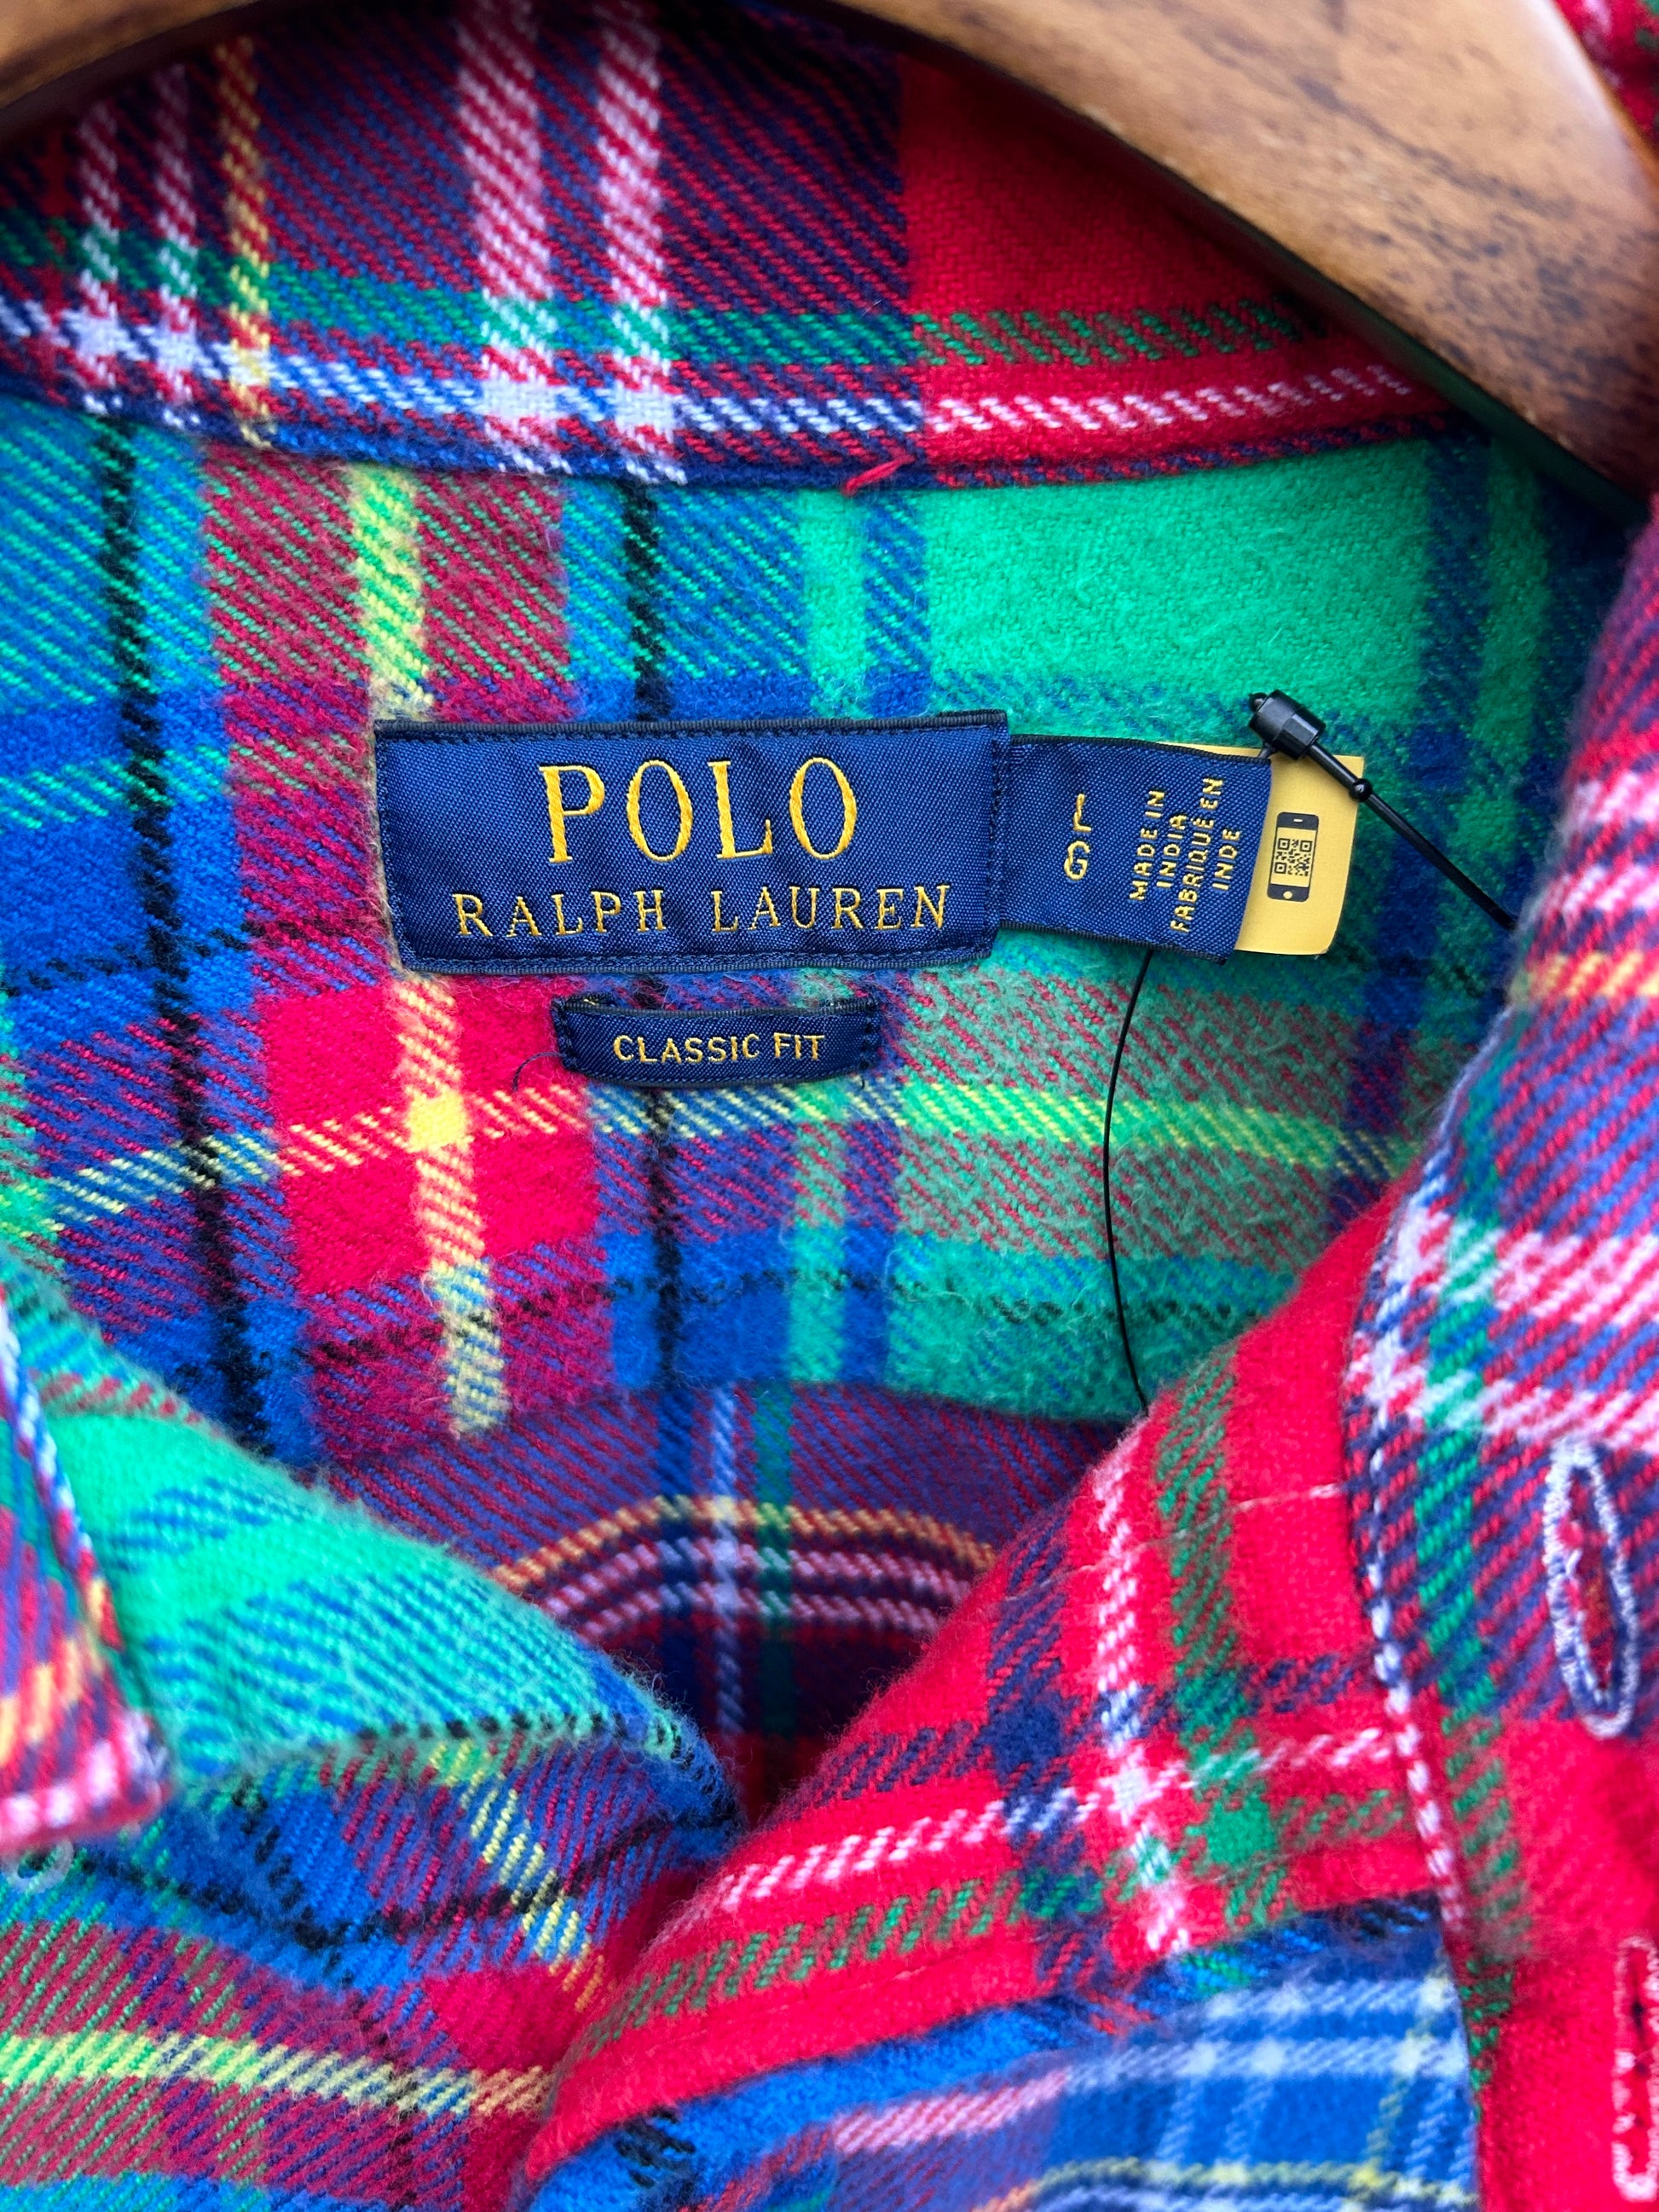 POLO
RALPH LAUREN
CLASSIC FIT
L
G
MADE IN
INDIA
FABRIQUÉ EN
INDE